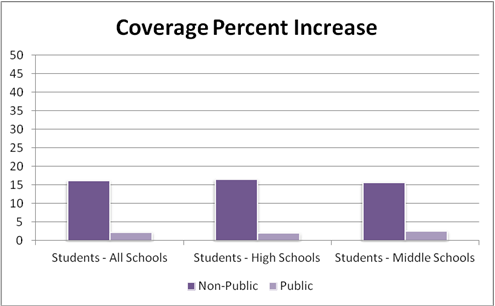 Coverage Percent Increase
50
45
40
35
30
25
20
15
10
5
0
Students - All Schools
Students - High Schools
Students - Middle Schools
Non-Public
Public